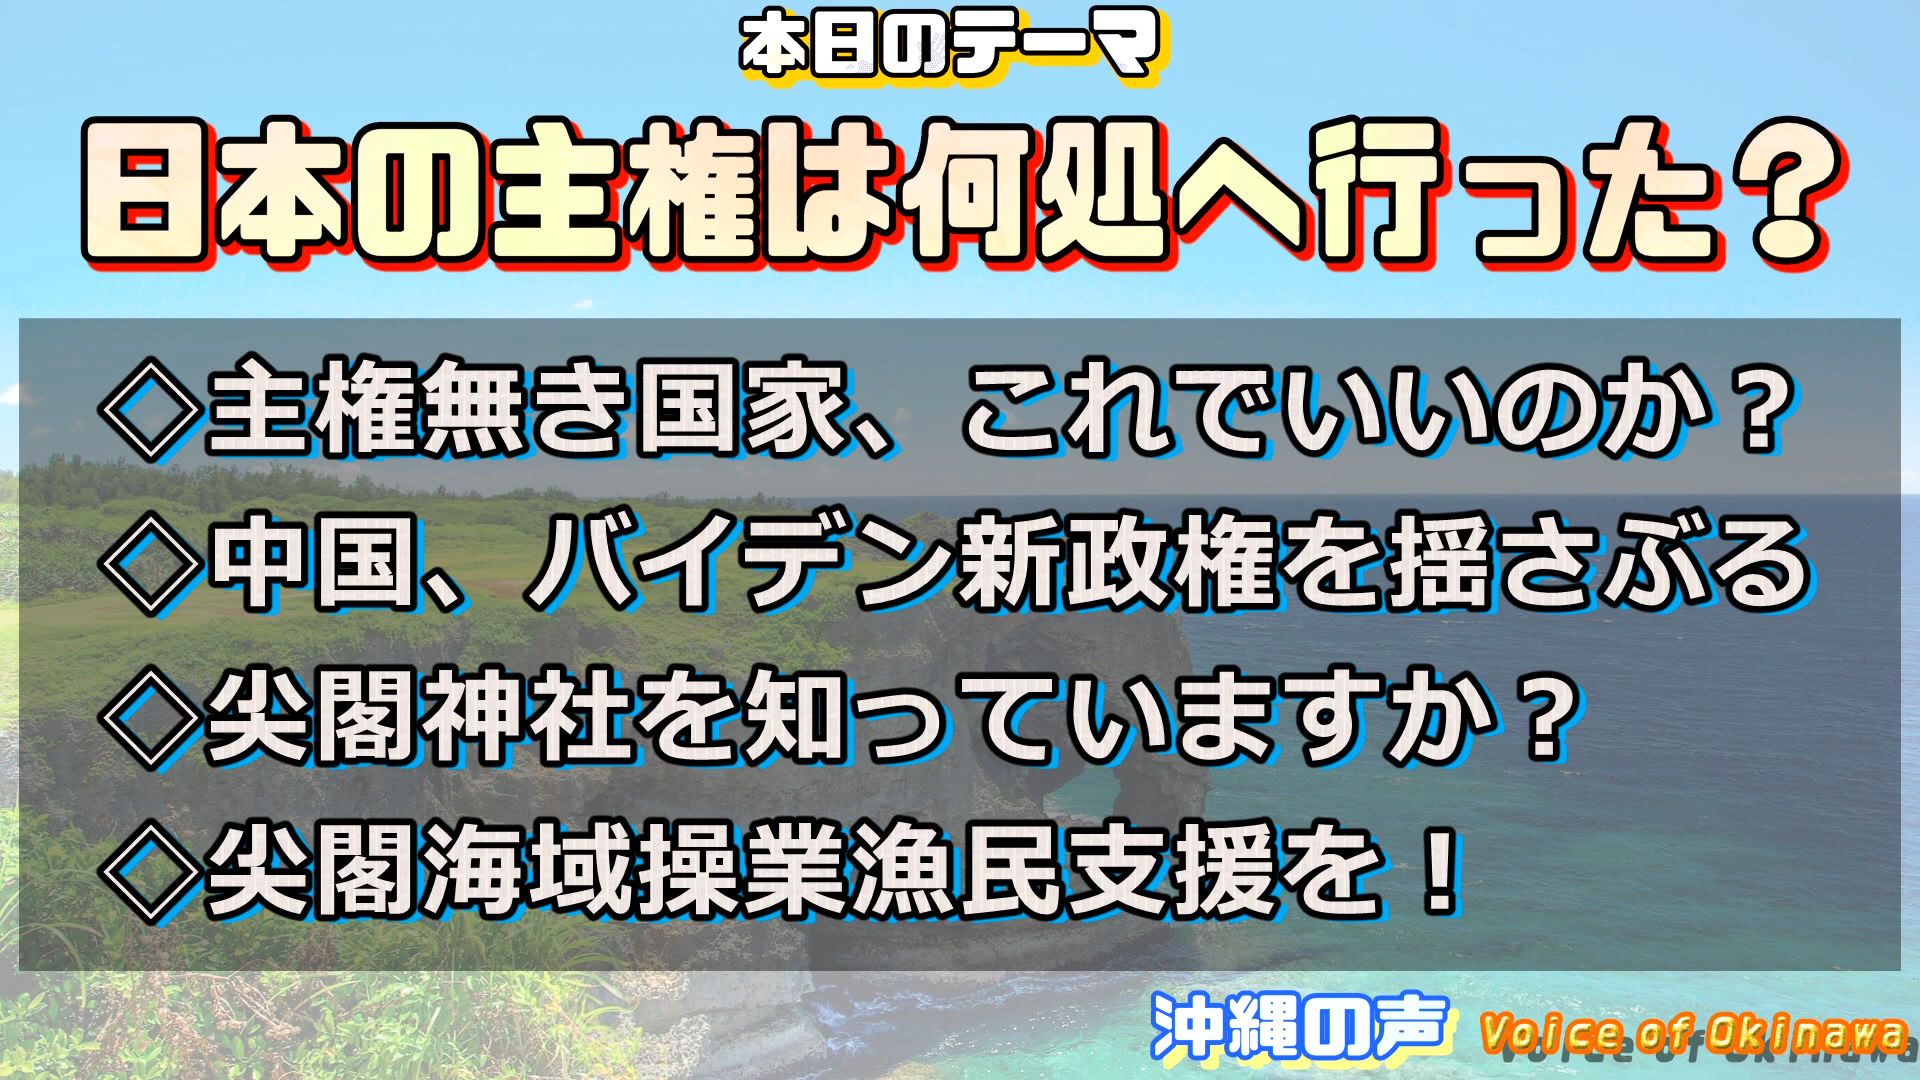 本日のテーマ
日本の主権は何処へ行った？
◇主権無き国家、これでいいのか？
◇中国、バイデン新政権を揺さぶる
◇尖閣神社を知っていますか？
◇尖閣海域操業漁民支援を！
沖縄の声 Voice of Okinawa